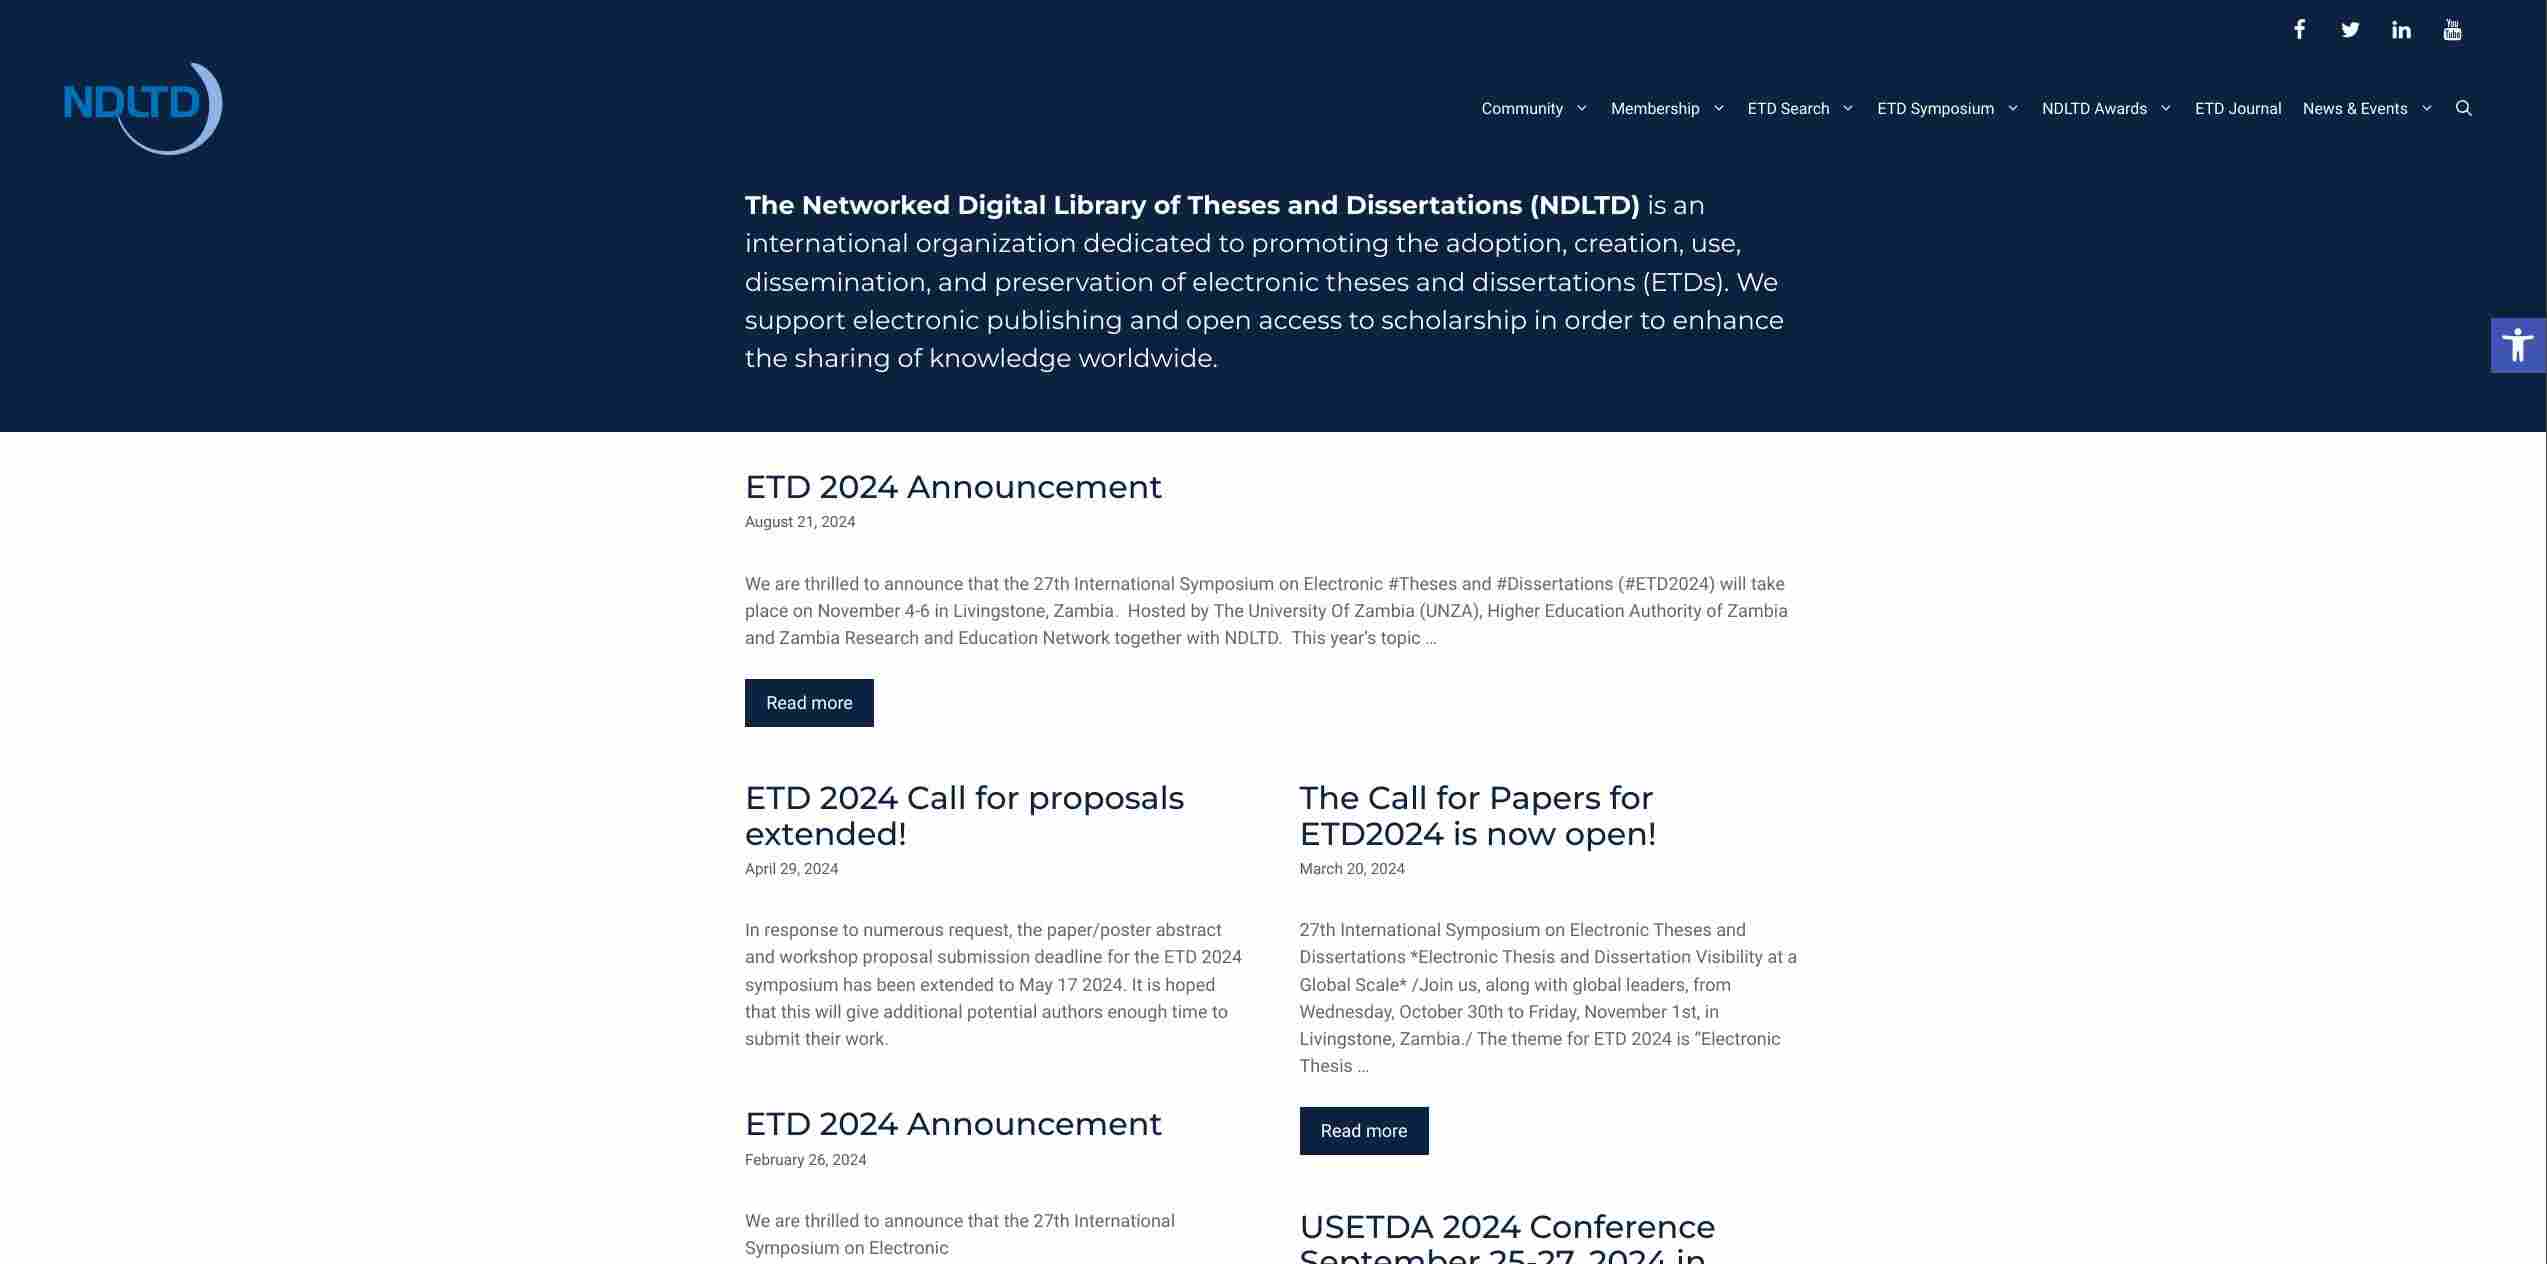 You
Tube
NDLTD
Community
Membership
ETD Search
ETD Symposium
NDLTD Awards
ETD Journal
News & Events
The Networked Digital Library of Theses and Dissertations (NDLTD) is an
international organization dedicated to promoting the adoption, creation, use,
dissemination, and preservation of electronic theses and dissertations (ETDs). We
support electronic publishing and open access to scholarship in order to enhance
the sharing of knowledge worldwide.
ETD 2024 Announcement
August 21, 2024
We are thrilled to announce that the 27th International Symposium on Electronic #Theses and #Dissertations (#ETD2024) will take
place on November 4-6 in Livingstone, Zambia.  Hosted by The University Of Zambia (UNZA), Higher Education Authority of Zambia
and Zambia Research and Education Network together with NDLTD.  This year's topic …
Read more
ETD 2024 Call for proposals
extended!
April 29, 2024
In response to numerous request, the paper/poster abstract
and workshop proposal submission deadline for the ETD 2024
symposium has been extended to May 17 2024. It is hoped
that this will give additional potential authors enough time to
submit their work.
ETD 2024 Announcement
February 26, 2024
We are thrilled to announce that the 27th International
Symposium on Electronic
The Call for Papers for
ETD2024 is now open!
March 20, 2024
27th International Symposium on Electronic Theses and
Dissertations *Electronic Thesis and Dissertation Visibility at a
Global Scale* /Join us, along with global leaders, from
Wednesday, October 30th to Friday, November 1st, in
Livingstone, Zambia./ The theme for ETD 2024 is “Electronic
Thesis …
Read more
USETDA 2024 Conference
September 25-27, 2024 in